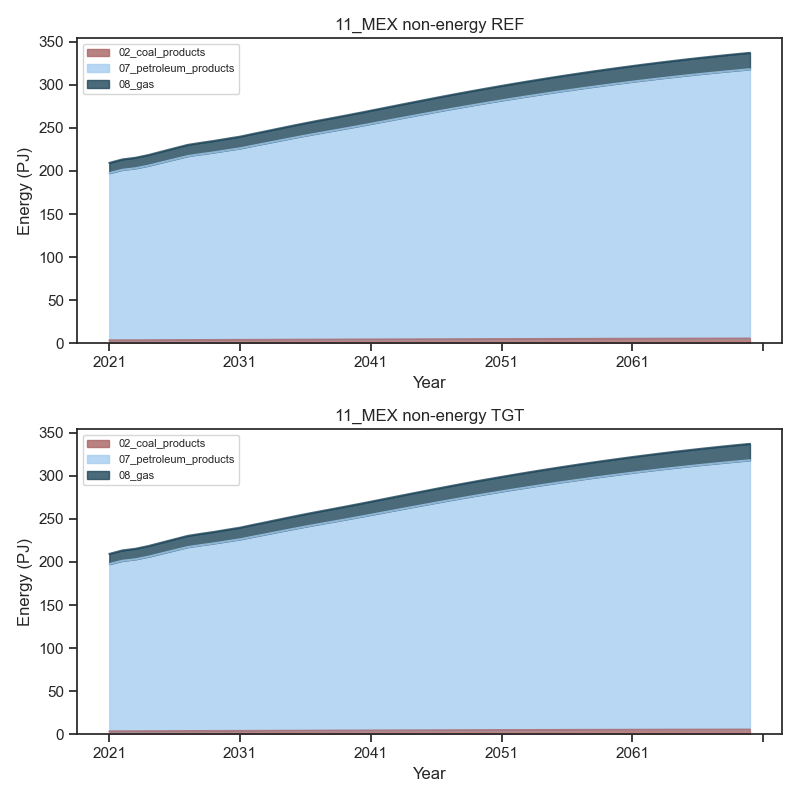 11_MEX non-energy REF
350
300
250
200
150
100
50
0
Energy (PJ)
02_coal_products
07_petroleum_products
08_gas
2021
2031
2041
2051
2061
Year
11_MEX non-energy TGT
350
300
250
200
150
100
50
0
Energy (PJ)
02_coal_products
07_petroleum_products
08_gas
2021
2031
2041
2051
2061
Year